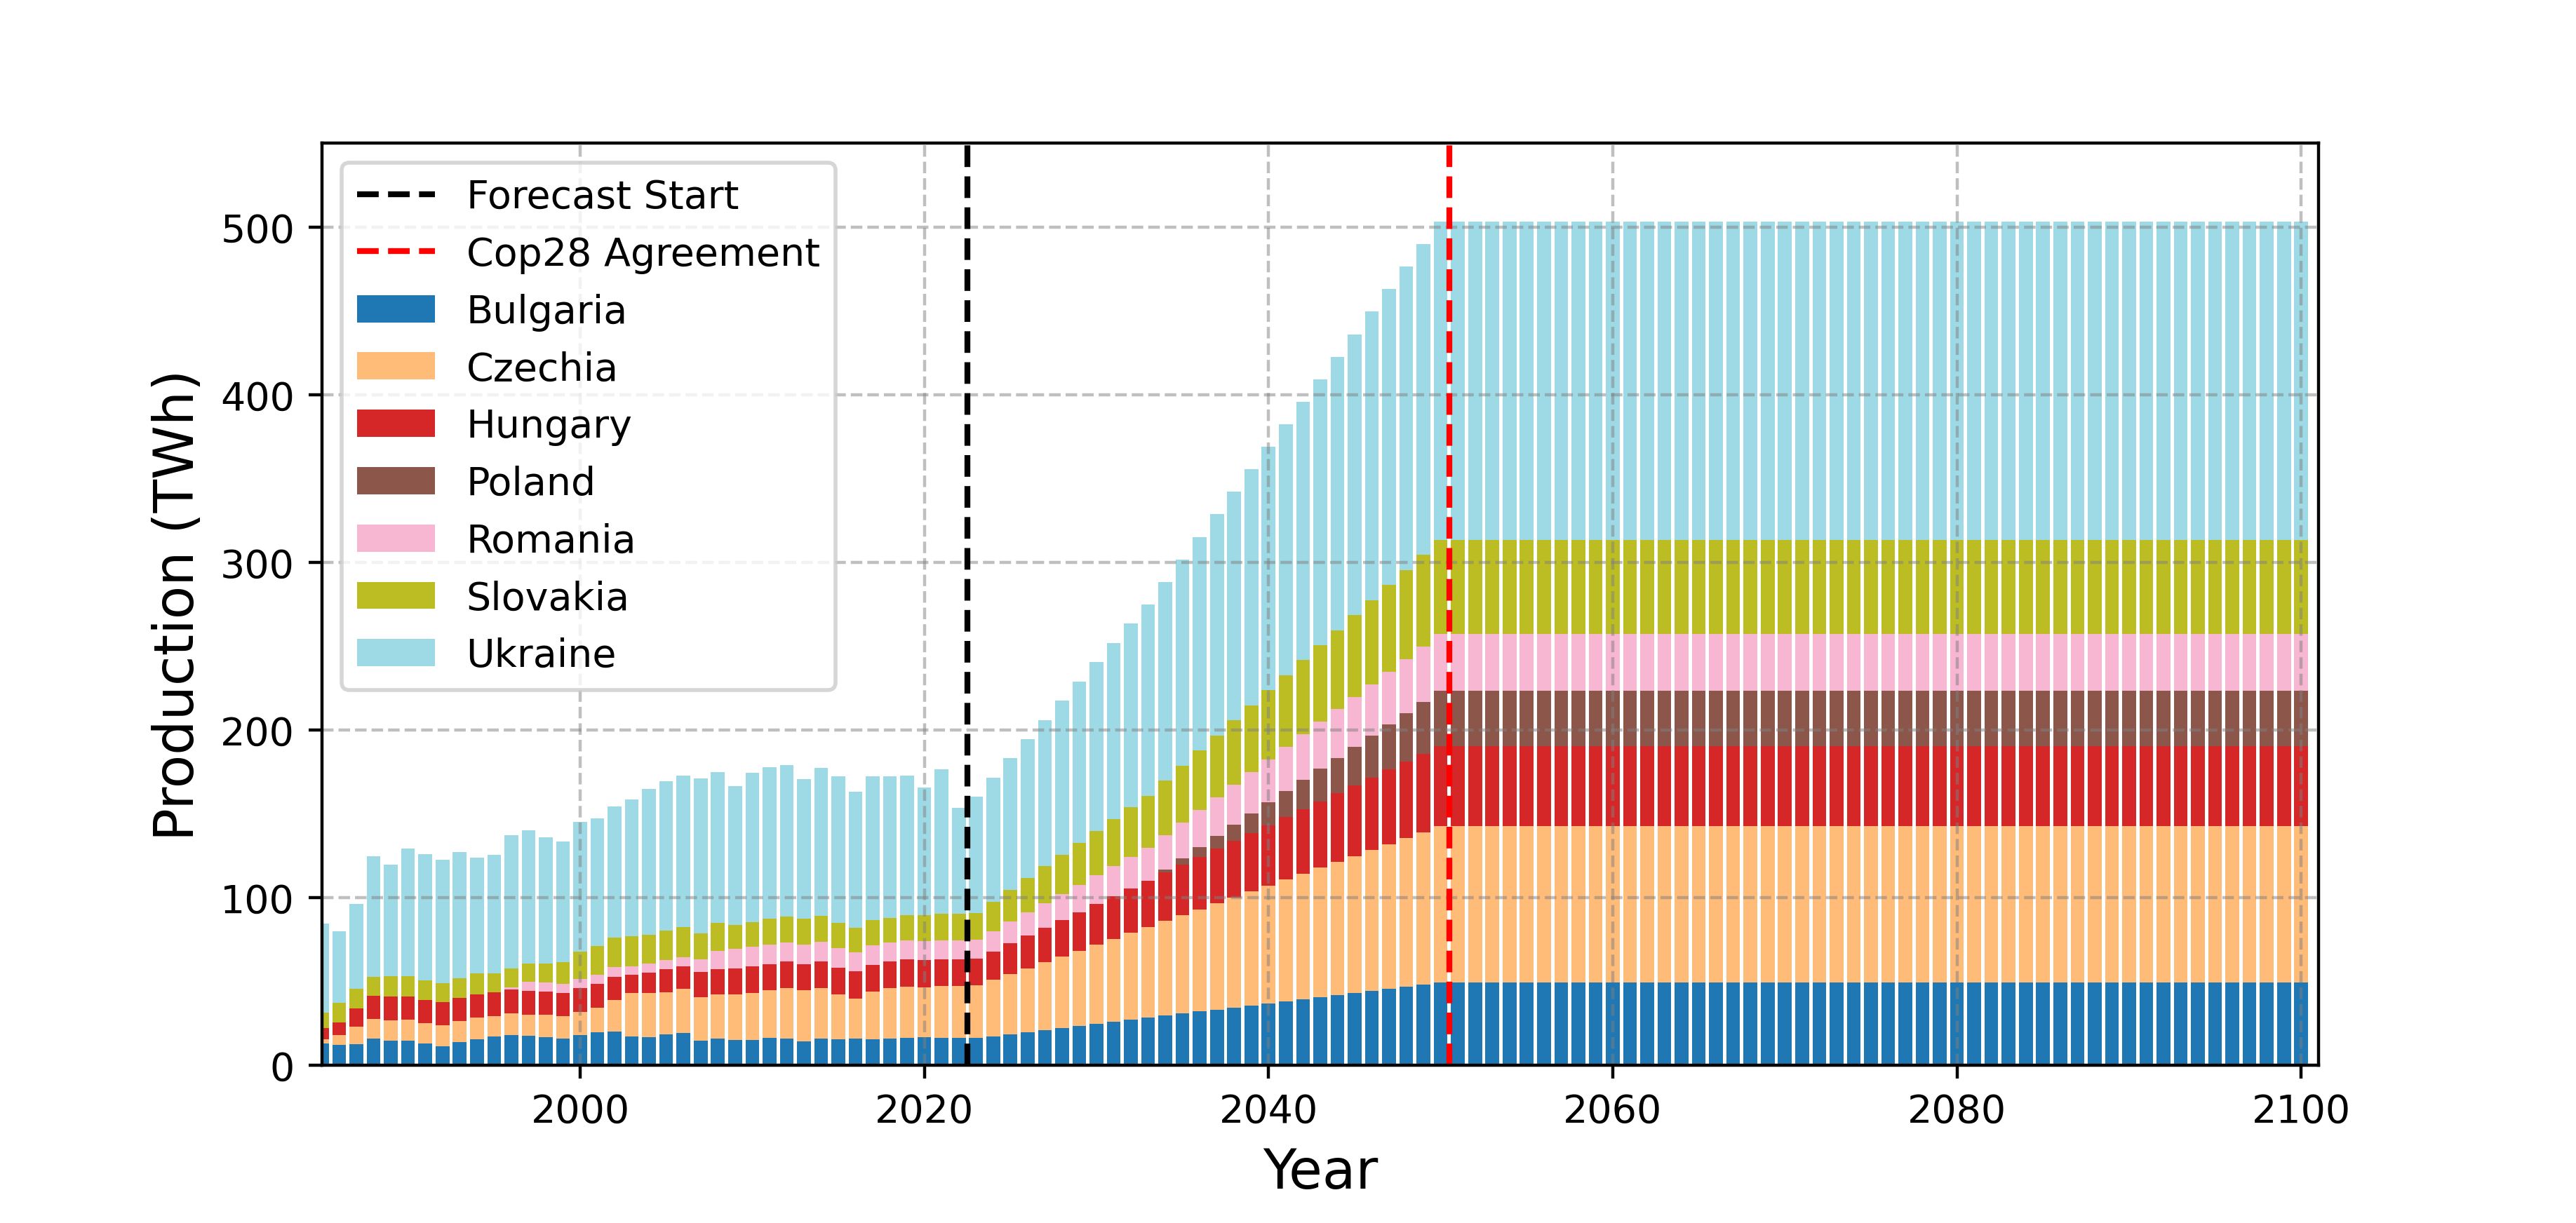 Forecast Start
Cop28 Agreement
Bulgaria
Czechia
Hungary
Poland
Romania
Slovakia
Ukraine
Production (TWh)
500
400
300
200
100
0
2000 2020 2040 2060 2080 2100
Year